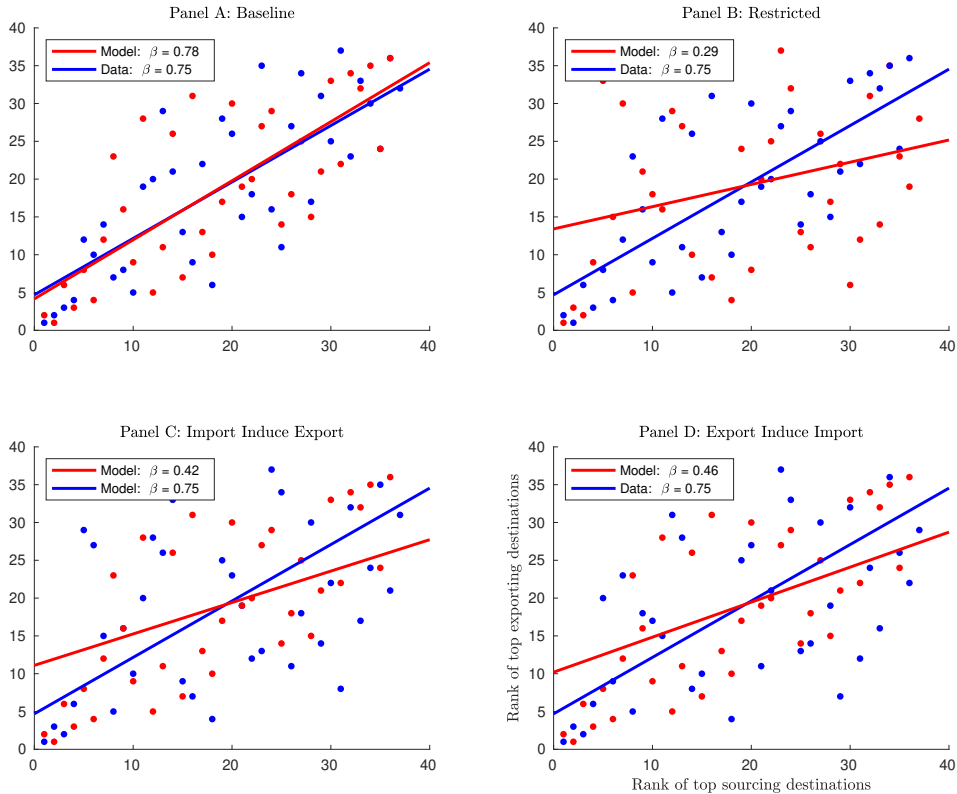 Panel A: Baseline
Model: β = 0.78
Data: β = 0.75
40
35
30
25
20
15
10
5
0
0 10 20 30 40
Panel B: Restricted
Model: β = 0.29
Data: β = 0.75
40
35
30
25
20
15
10
5
0
0 10 20 30 40
Panel C: Import Induce Export
Model: β = 0.42
Model: β = 0.75
40
35
30
25
20
15
10
5
0
0 10 20 30 40
Panel D: Export Induce Import
Model: β = 0.46
Data: β = 0.75
Rank of top exporting destinations
40
35
30
25
20
15
10
5
0
0 10 20 30 40
Rank of top sourcing destinations